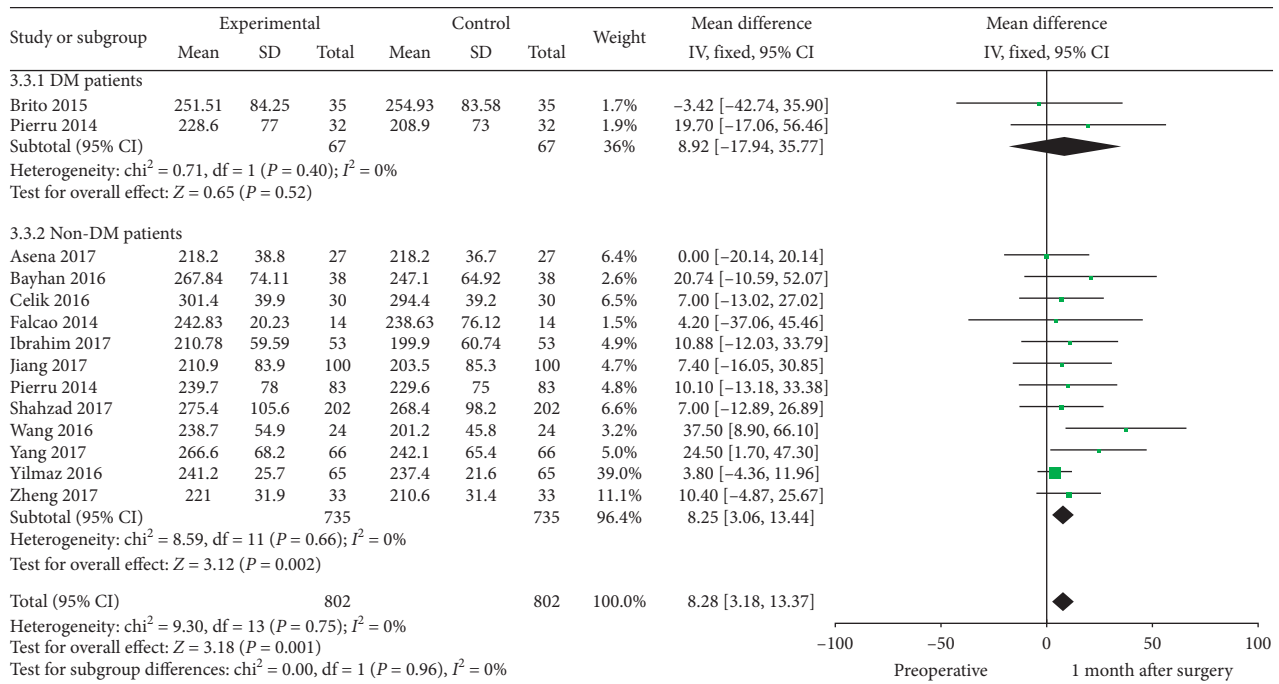 Study or subgroup Experimental Control Weight Mean difference Mean difference
Mean SD Total Mean SD Total IV, fixed, 95% CI IV, fixed, 95% CI
3.3.1 DM patients
Brito 2015 251.51 84.25 35 254.93 83.58 35 1.7% –3.42 [–42.74, 35.90]
Pierru 2014 228.6 77 32 208.9 73 32 1.9% 19.70 [–17.06, 56.46]
Subtotal (95% CI) 67 67 36% 8.92 [–17.94, 35.77]
Heterogeneity: chi² = 0.71, df = 1 (P = 0.40); I² = 0%
Test for overall effect: Z = 0.65 (P = 0.52)
3.3.2 Non-DM patients
Asena 2017 218.2 38.8 27 218.2 36.7 27 6.4% 0.00 [–20.14, 20.14]
Bayhan 2016 267.84 74.11 38 247.1 64.92 38 2.6% 20.74 [–10.59, 52.07]
Celik 2016 301.4 39.9 30 294.4 39.2 30 6.5% 7.00 [–13.02, 27.02]
Falcao 2014 242.83 20.23 14 238.63 76.12 14 1.5% 4.20 [–37.06, 45.46]
Ibrahim 2017 210.78 59.59 53 199.9 60.74 53 4.9% 10.88 [–12.03, 33.79]
Jiang 2017 210.9 83.9 100 203.5 85.3 100 4.7% 7.40 [–16.05, 30.85]
Pierru 2014 239.7 78 83 229.6 75 83 4.8% 10.10 [–13.18, 33.38]
Shahzad 2017 275.4 105.6 202 268.4 98.2 202 6.6% 7.00 [–12.89, 26.89]
Wang 2016 238.7 54.9 24 201.2 45.8 24 3.2% 37.50 [8.90, 66.10]
Yang 2017 266.6 68.2 66 242.1 65.4 66 5.0% 24.50 [1.70, 47.30]
Yilmaz 2016 241.2 25.7 65 237.4 21.6 65 39.0% 3.80 [–4.36, 11.96]
Zheng 2017 221 31.9 33 210.6 31.4 33 11.1% 10.40 [–4.87, 25.67]
Subtotal (95% CI) 735 735 96.4% 8.25 [3.06, 13.44]
Heterogeneity: chi² = 8.59, df = 11 (P = 0.66); I² = 0%
Test for overall effect: Z = 3.12 (P = 0.002)
Total (95% CI) 802 802 100.0% 8.28 [3.18, 13.37]
Heterogeneity: chi² = 9.30, df = 13 (P = 0.75); I² = 0%
Test for overall effect: Z = 3.18 (P = 0.001)
Test for subgroup differences: chi² = 0.00, df = 1 (P = 0.96), I² = 0%
–100 –50 0 50 100
Preoperative 1 month after surgery